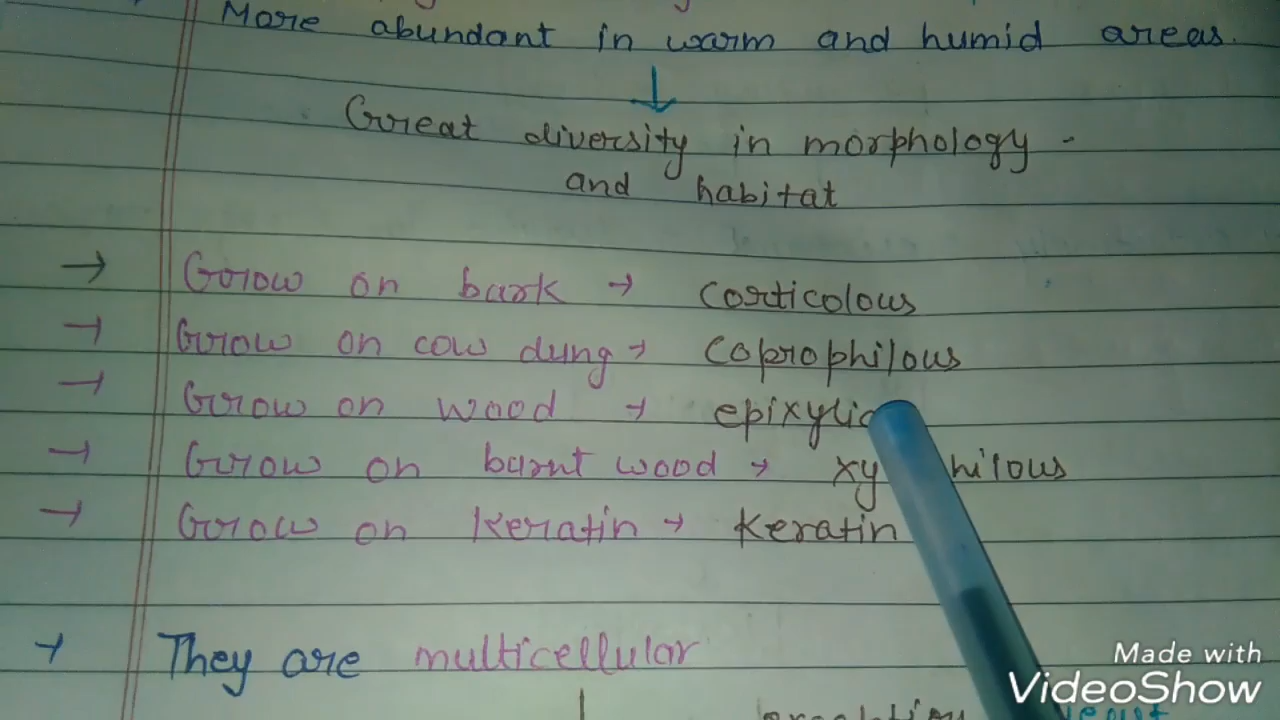 More abundant in warm and humid areas.
↓
Great diversity in morphology -
and habitat
→ Grow on bark → corticolous
→ Grow on cow dung → Coprophilous
→ Grow on wood → epixylic
→ Grow on burnt wood →
→ Grow on Keratin → Keratin
→ They are multicellular
Made with
VideoShow